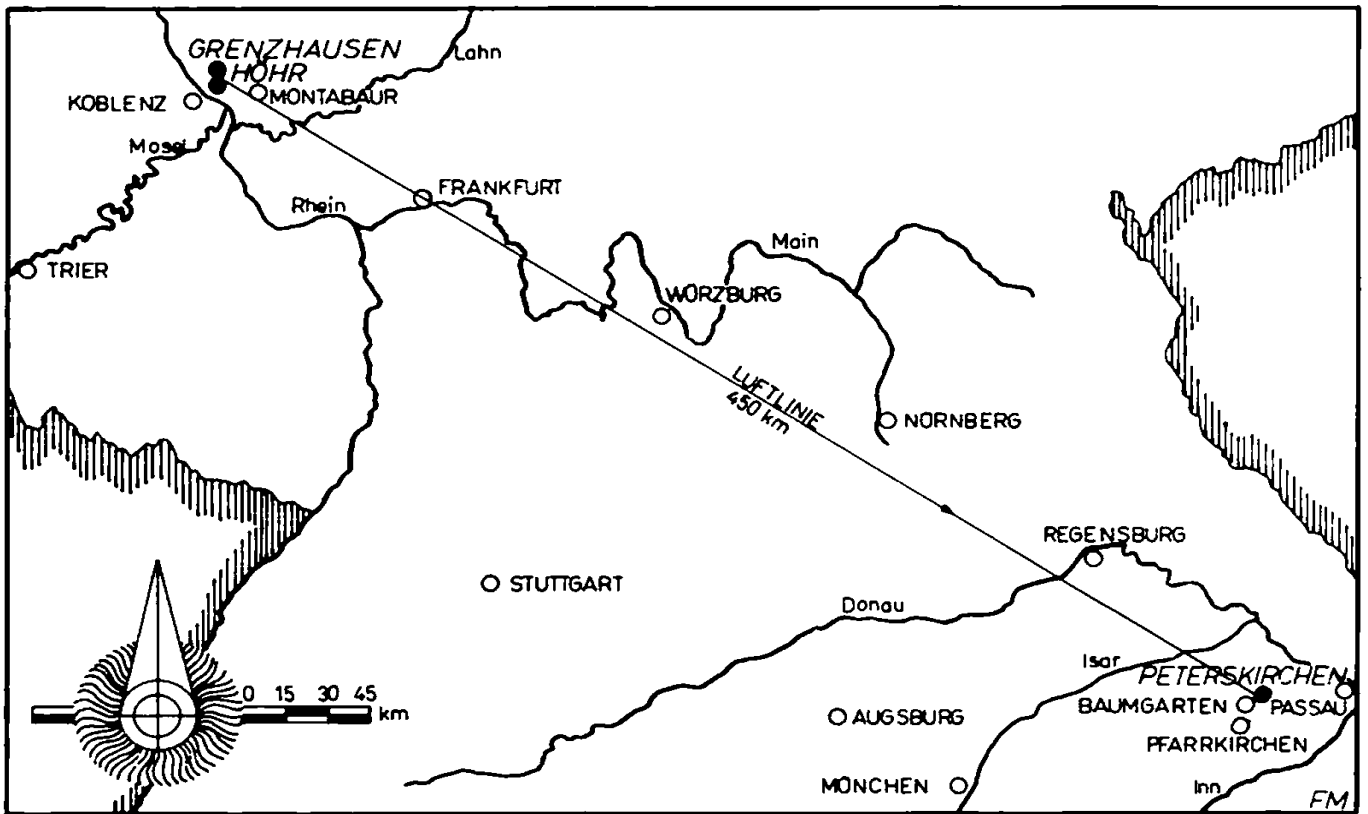 GRENZHAUSEN
HÖHR
Lahn
KOBLENZ
MONTABAUR
Mosel
FRANKFURT
Rhein
TRIER
Main
WÜRZBURG
LUFTLINIE
450 km
NÜRNBERG
REGENSBURG
STUTTGART
Donau
Isar
PETERSKIRCHEN
0 15 30 45
km
BAUMGARTEN
PASSAU
AUGSBURG
PFARRKIRCHEN
MÜNCHEN
Inn
FM